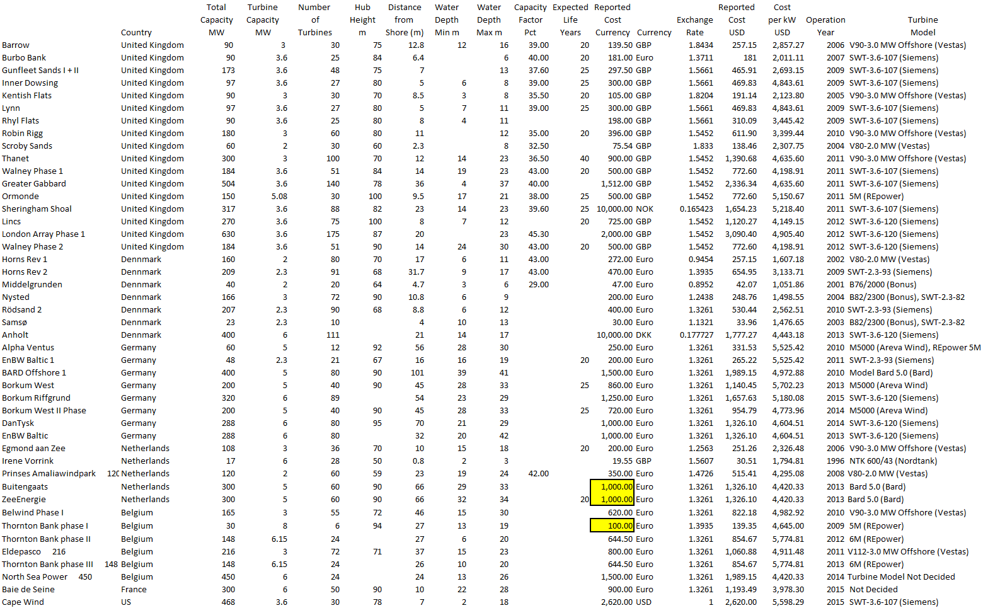 Total Turbine Number Hub Distance Water Water Capacity Expected Reported Reported Cost
Capacity Capacity of Height from Depth Depth Factor Life Cost Exchange Cost per kW Operation Turbine
Country MW MW Turbines m Shore (m) Min m Max m Pct Years Currency Currency Rate USD USD Year Model
Barrow United Kingdom 90 3 30 75 12.8 12 16 39.00 20 139.50 GBP 1.8434 257.15 2,857.27 2006 V90-3.0 MW Offshore (Vestas)
Burbo Bank United Kingdom 90 3.6 25 84 6.4 6 40.00 20 181.00 Euro 1.3711 181 2,011.11 2007 SWT-3.6-107 (Siemens)
Gunfleet Sands I + II United Kingdom 173 3.6 48 75 7 13 37.60 25 297.50 GBP 1.5661 465.91 2,693.15 2009 SWT-3.6-107 (Siemens)
Inner Dowsing United Kingdom 97 3.6 27 80 5 6 8 39.00 25 300.00 GBP 1.5661 469.83 4,843.61 2009 SWT-3.6-107 (Siemens)
Kentish Flats United Kingdom 90 3 30 70 8.5 3 8 35.50 20 105.00 GBP 1.8204 191.14 2,123.80 2005 V90-3.0 MW Offshore (Vestas)
Lynn United Kingdom 97 3.6 27 80 5 7 11 39.00 25 300.00 GBP 1.5661 469.83 4,843.61 2009 SWT-3.6-107 (Siemens)
Rhyl Flats United Kingdom 90 3.6 25 80 8 4 11 198.00 GBP 1.5661 310.09 3,445.42 2009 SWT-3.6-107 (Siemens)
Robin Rigg United Kingdom 180 3 60 80 11 12 35.00 20 396.00 GBP 1.5452 611.90 3,399.44 2010 V90-3.0 MW Offshore (Vestas)
Scroby Sands United Kingdom 60 2 30 60 2.3 8 32.50 75.54 GBP 1.833 138.46 2,307.75 2004 V80-2.0 MW (Vestas)
Thanet United Kingdom 300 3 100 70 12 14 23 36.50 40 900.00 GBP 1.5452 1,390.68 4,635.60 2011 V90-3.0 MW Offshore (Vestas)
Walney Phase 1 United Kingdom 184 3.6 51 84 14 19 23 43.00 20 500.00 GBP 1.5452 772.60 4,198.91 2011 SWT-3.6-107 (Siemens)
Greater Gabbard United Kingdom 504 3.6 140 78 36 4 37 40.00 1,512.00 GBP 1.5452 2,336.34 4,635.60 2011 SWT-3.6-107 (Siemens)
Ormonde United Kingdom 150 5.08 30 100 9.5 17 21 38.00 25 500.00 GBP 1.5452 772.60 5,150.67 2011 5M (REpower)
Sheringham Shoal United Kingdom 317 3.6 88 82 23 14 23 39.60 25 10,000.00 NOK 0.165423 1,654.23 5,218.40 2011 SWT-3.6-107 (Siemens)
Lincs United Kingdom 270 3.6 75 100 8 7 12 20 725.00 GBP 1.5452 1,120.27 4,149.15 2012 SWT-3.6-120 (Siemens)
London Array Phase 1 United Kingdom 630 3.6 175 87 20 23 45.30 2,000.00 GBP 1.5452 3,090.40 4,905.40 2012 SWT-3.6-120 (Siemens)
Walney Phase 2 United Kingdom 184 3.6 51 90 14 24 30 43.00 20 500.00 GBP 1.5452 772.60 4,198.91 2012 SWT-3.6-120 (Siemens)
Horns Rev 1 Dennmark 160 2 80 70 17 6 11 43.00 272.00 Euro 0.9454 257.15 1,607.18 2002 V80-2.0 MW (Vestas)
Horns Rev 2 Dennmark 209 2.3 91 68 31.7 9 17 43.00 470.00 Euro 1.3935 654.95 3,133.71 2009 SWT-2.3-93 (Siemens)
Middelgrunden Dennmark 40 2 20 64 4.7 3 6 29.00 47.00 Euro 0.8952 42.07 1,051.86 2001 B76/2000 (Bonus)
Nysted Dennmark 166 3 72 90 10.8 6 9 200.00 Euro 1.2438 248.76 1,498.55 2004 B82/2300 (Bonus), SWT-2.3-82
Rödsand 2 Dennmark 207 2.3 90 68 8.8 6 12 400.00 Euro 1.3261 530.44 2,562.51 2010 SWT-2.3-93 (Siemens)
Samsø Dennmark 23 2.3 10 4 10 13 30.00 Euro 1.1321 33.96 1,476.65 2003 B82/2300 (Bonus), SWT-2.3-82
Anholt Dennmark 400 6 111 21 14 17 10,000.00 DKK 0.177727 1,777.27 4,443.18 2013 SWT-3.6-120 (Siemens)
Alpha Ventus Germany 60 5 12 92 56 28 30 250.00 Euro 1.3261 331.53 5,525.42 2010 M5000 (Areva Wind), REpower 5M
EnBW Baltic 1 Germany 48 2.3 21 67 16 16 19 20 200.00 Euro 1.3261 265.22 5,525.42 2011 SWT-2.3-93 (Siemens)
BARD Offshore 1 Germany 400 5 80 90 101 39 41 1,500.00 Euro 1.3261 1,989.15 4,972.88 2010 Model Bard 5.0 (Bard)
Borkum West Germany 200 5 40 90 45 28 33 25 860.00 Euro 1.3261 1,140.45 5,702.23 2013 M5000 (Areva Wind)
Borkum Riffgrund Germany 320 6 89 54 23 29 1,250.00 Euro 1.3261 1,657.63 5,180.08 2015 SWT-3.6-120 (Siemens)
Borkum West II Phase Germany 200 5 40 90 45 28 33 25 720.00 Euro 1.3261 954.79 4,773.96 2014 M5000 (Areva Wind)
DanTysk Germany 288 6 80 95 70 21 29 1,000.00 Euro 1.3261 1,326.10 4,604.51 2014 SWT-3.6-120 (Siemens)
EnBW Baltic Germany 288 6 80 32 20 42 1,000.00 Euro 1.3261 1,326.10 4,604.51 2013 SWT-3.6-120 (Siemens)
Egmond aan Zee Netherlands 108 3 36 70 10 15 18 20 200.00 Euro 1.2563 251.26 2,326.48 2006 V90-3.0 MW Offshore (Vestas)
Irene Vorrink Netherlands 17 6 28 50 0.8 2 3 19.55 GBP 1.5607 30.51 1,794.81 1996 NTK 600/43 (Nordtank)
Prinses Amaliawindpark 120 Netherlands 120 2 60 59 23 19 24 42.00 350.00 Euro 1.4726 515.41 4,295.08 2008 V80-2.0 MW (Vestas)
Buitengaats Netherlands 300 5 60 90 66 29 33 1,000.00 Euro 1.3261 1,326.10 4,420.33 2013 Bard 5.0 (Bard)
ZeeEnergie Netherlands 300 5 60 90 66 32 34 20 1,000.00 Euro 1.3261 1,326.10 4,420.33 2013 Bard 5.0 (Bard)
Belwind Phase I Belgium 165 3 55 72 46 15 30 620.00 Euro 1.3261 822.18 4,982.92 2010 V90-3.0 MW Offshore (Vestas)
Thornton Bank phase I Belgium 30 8 6 94 27 13 19 100.00 Euro 1.3935 139.35 4,645.00 2009 5M (REpower)
Thornton Bank phase II Belgium 148 6.15 24 27 6 20 644.50 Euro 1.3261 854.67 5,774.81 2012 6M (REpower)
Eldepasco 216 Belgium 216 3 72 71 37 15 23 800.00 Euro 1.3261 1,060.88 4,911.48 2011 V112-3.0 MW Offshore (Vestas)
Thornton Bank phase III 148 Belgium 148 6.15 24 26 10 20 644.50 Euro 1.3261 854.67 5,774.81 2013 6M (REpower)
North Sea Power 450 Belgium 450 6 24 24 13 26 1,500.00 Euro 1.3261 1,989.15 4,420.33 2014 Turbine Model Not Decided
Baie de Seine France 300 6 50 90 10 22 28 900.00 Euro 1.3261 1,193.49 3,978.30 2015 Not Decided
Cape Wind US 468 3.6 30 78 7 2 18 2,620.00 USD 1 2,620.00 5,598.29 2015 SWT-3.6-107 (Siemens)